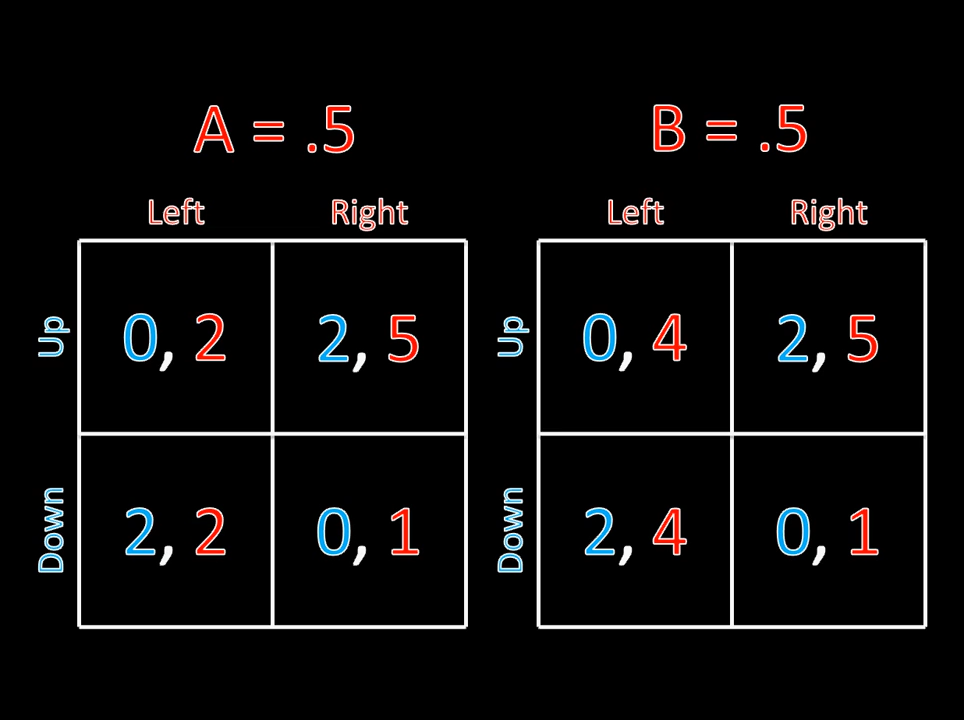 A = .5 B = .5
Left Right Left Right
Up 0, 2 2, 5 Up 0, 4 2, 5
Down 2, 2 0, 1 Down 2, 4 0, 1